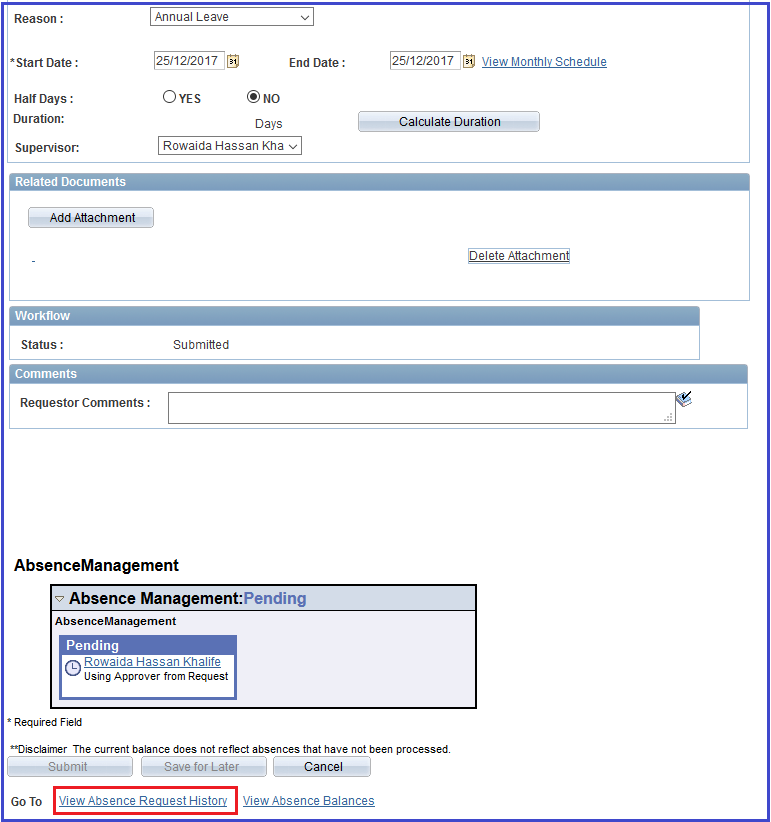 Reason : Annual Leave
*Start Date : 25/12/2017 31 End Date : 25/12/2017 31 View Monthly Schedule
Half Days : YES NO
Duration: Days Calculate Duration
Supervisor: Rowaida Hassan Kha
Related Documents
Add Attachment
- Delete Attachment
Workflow
Status : Submitted
Comments
Requestor Comments :
AbsenceManagement
Absence Management:Pending
AbsenceManagement
Pending
Rowaida Hassan Khalife
Using Approver from Request
* Required Field
**Disclaimer The current balance does not reflect absences that have not been processed.
Submit Save for Later Cancel
Go To View Absence Request History View Absence Balances